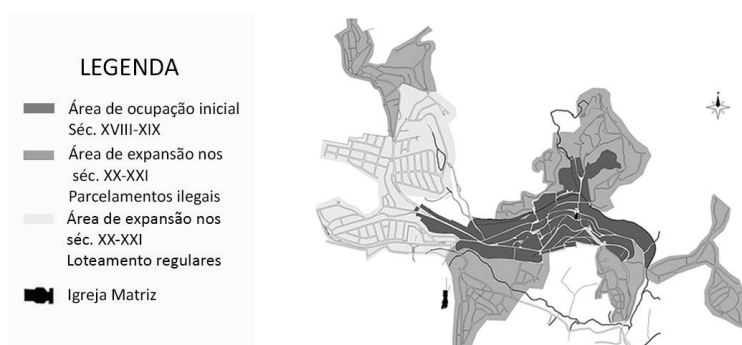 LEGENDA
Área de ocupação inicial
Séc. XVIII-XIX
Área de expansão nos
séc. XX-XXI
Parcelamentos ilegais
Área de expansão nos
séc. XX-XXI
Loteamento regulares
Igreja Matriz